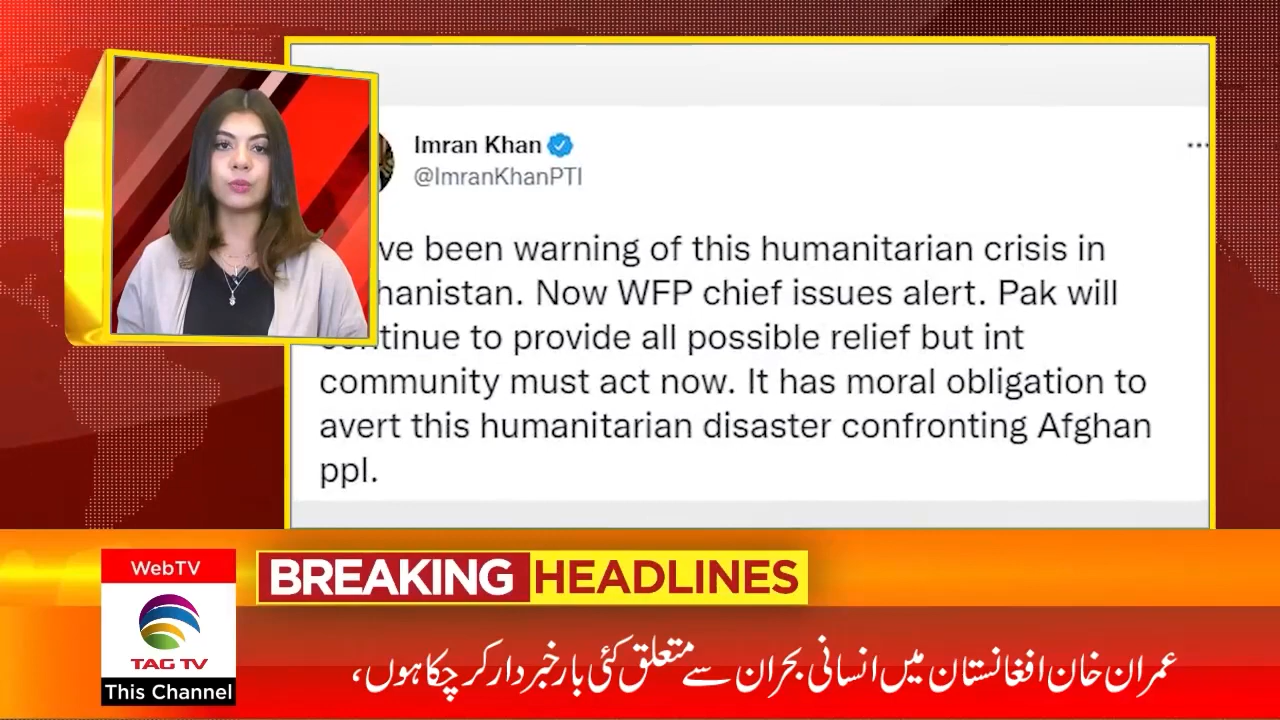 Imran Khan
@ImranKhanPTI
been warning of this humanitarian crisis in
Now WFP chief issues alert. Pak will
to provide all possible relief but int
community must act now. It has moral obligation to
avert this humanitarian disaster confronting Afghan
ppl.
WebTV
TAG TV
This Channel
BREAKING HEADLINES
عمران خان افغانستان میں انسانی بحران سے متعلق کئی بار خبردار کر چکا ہوں،